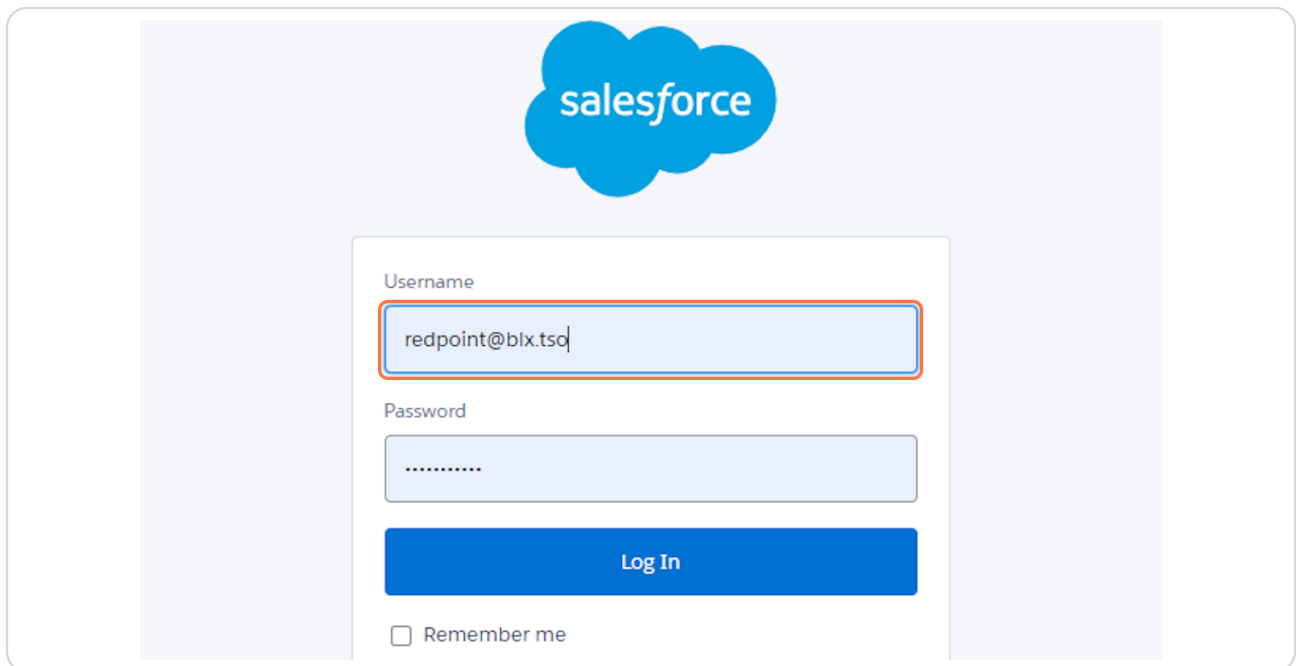 salesforce
Username
redpoint@blx.tso
Password
Log In
Remember me